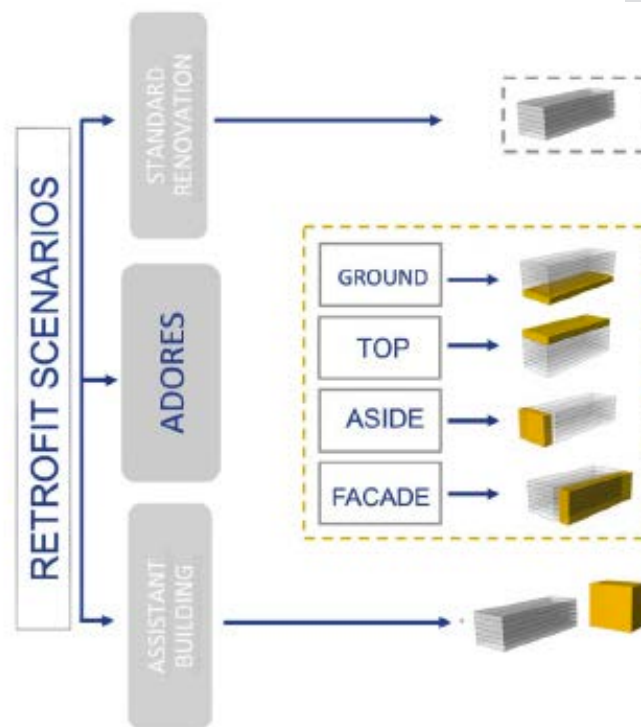 RETROFIT SCENARIOS
STANDARD
RENOVATION
ADORES
GROUND
TOP
ASIDE
FACADE
ASSISTANT
BUILDING